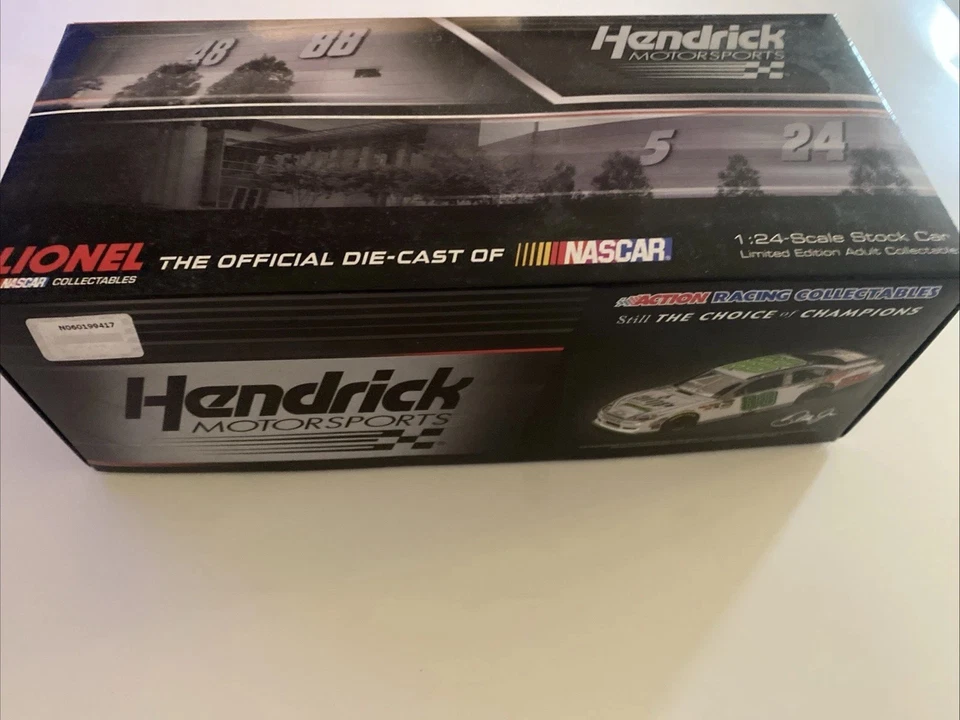 48 88
Hendrick
MOTORSPORTS
5 24
LIONEL
NASCAR COLLECTABLES
THE OFFICIAL DIE-CAST OF NASCAR
1:24-Scale Stock Car
Limited Edition Adult Collectable
ACTION RACING COLLECTABLES
Still THE CHOICE of CHAMPIONS
N060199417
Hendrick
MOTORSPORTS